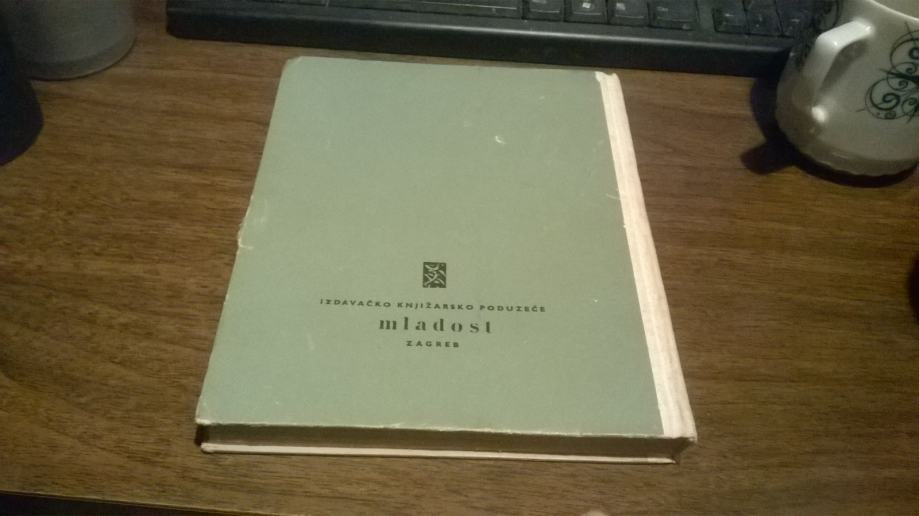 IZDAVAČKO KNJIŽARSKO PODUZEĆE
mladost
ZAGREB